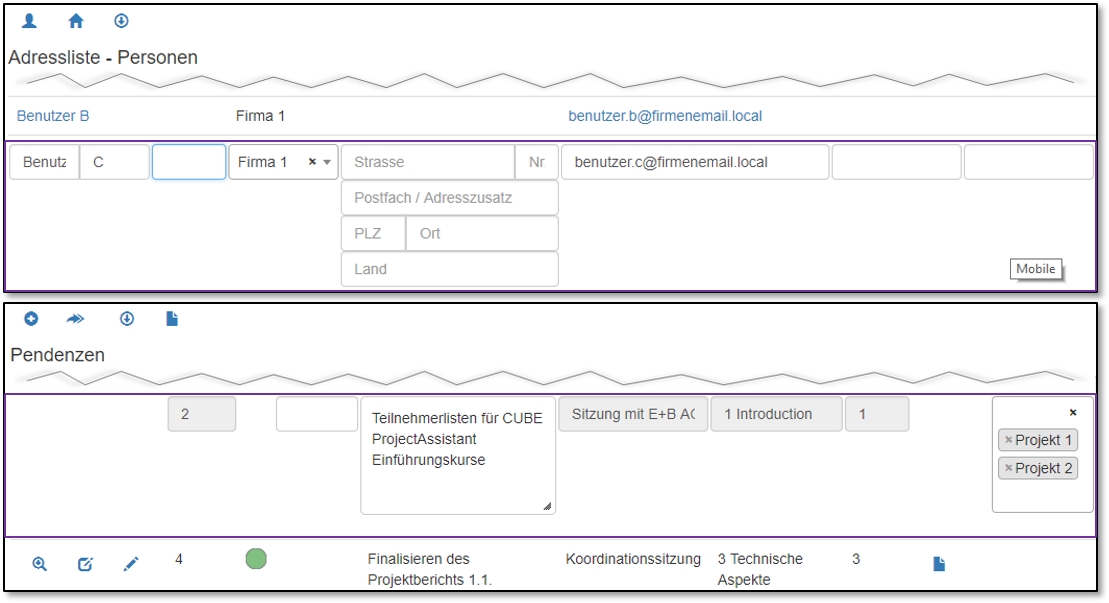 Adressliste - Personen
Benutzer B Firma 1 benutzer.b@firmenemail.local
Benutz C Firma 1 × Strasse Nr benutzer.c@firmenemail.local
Postfach / Adresszusatz
PLZ Ort
Land
Mobile
Pendenzen
2 Teilnehmerlisten für CUBE Sitzung mit E+B AG 1 Introduction 1 ×
ProjectAssistant × Projekt 1
Einführungskurse × Projekt 2
4 Finalisieren des Koordinationssitzung 3 Technische 3
Projektberichts 1.1. Aspekte